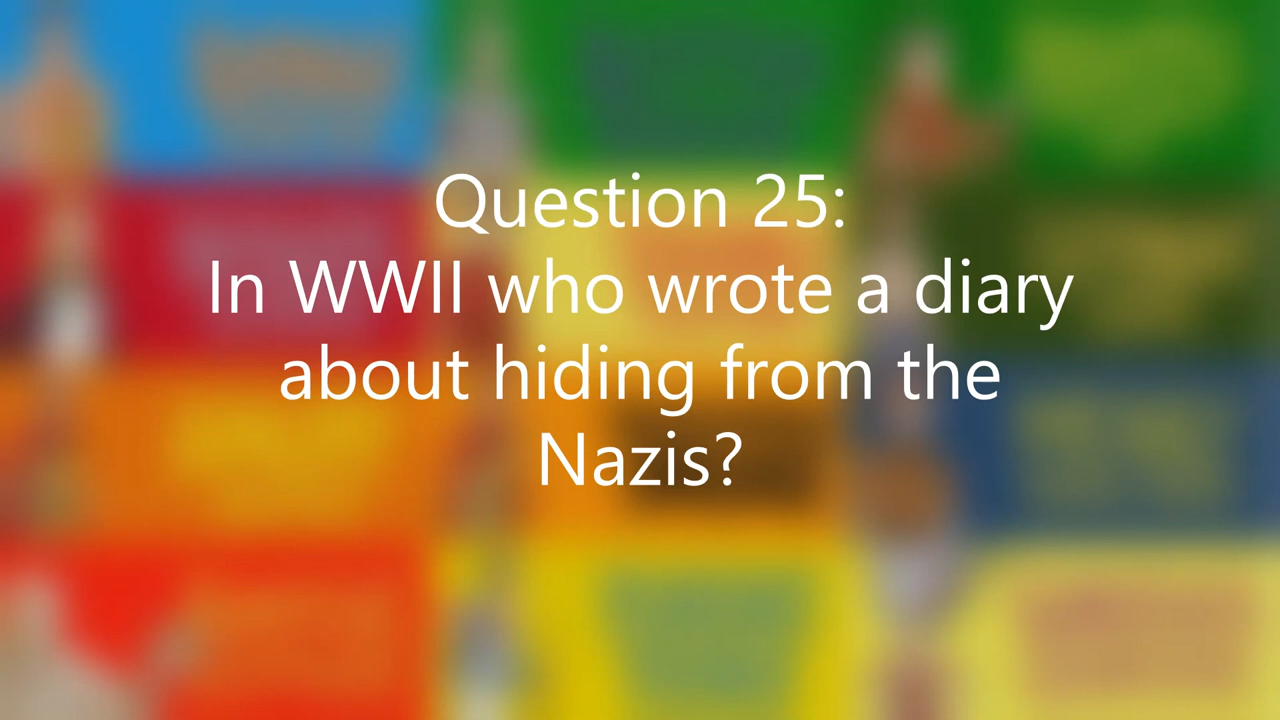 Question 25:
In WWII who wrote a diary
about hiding from the
Nazis?